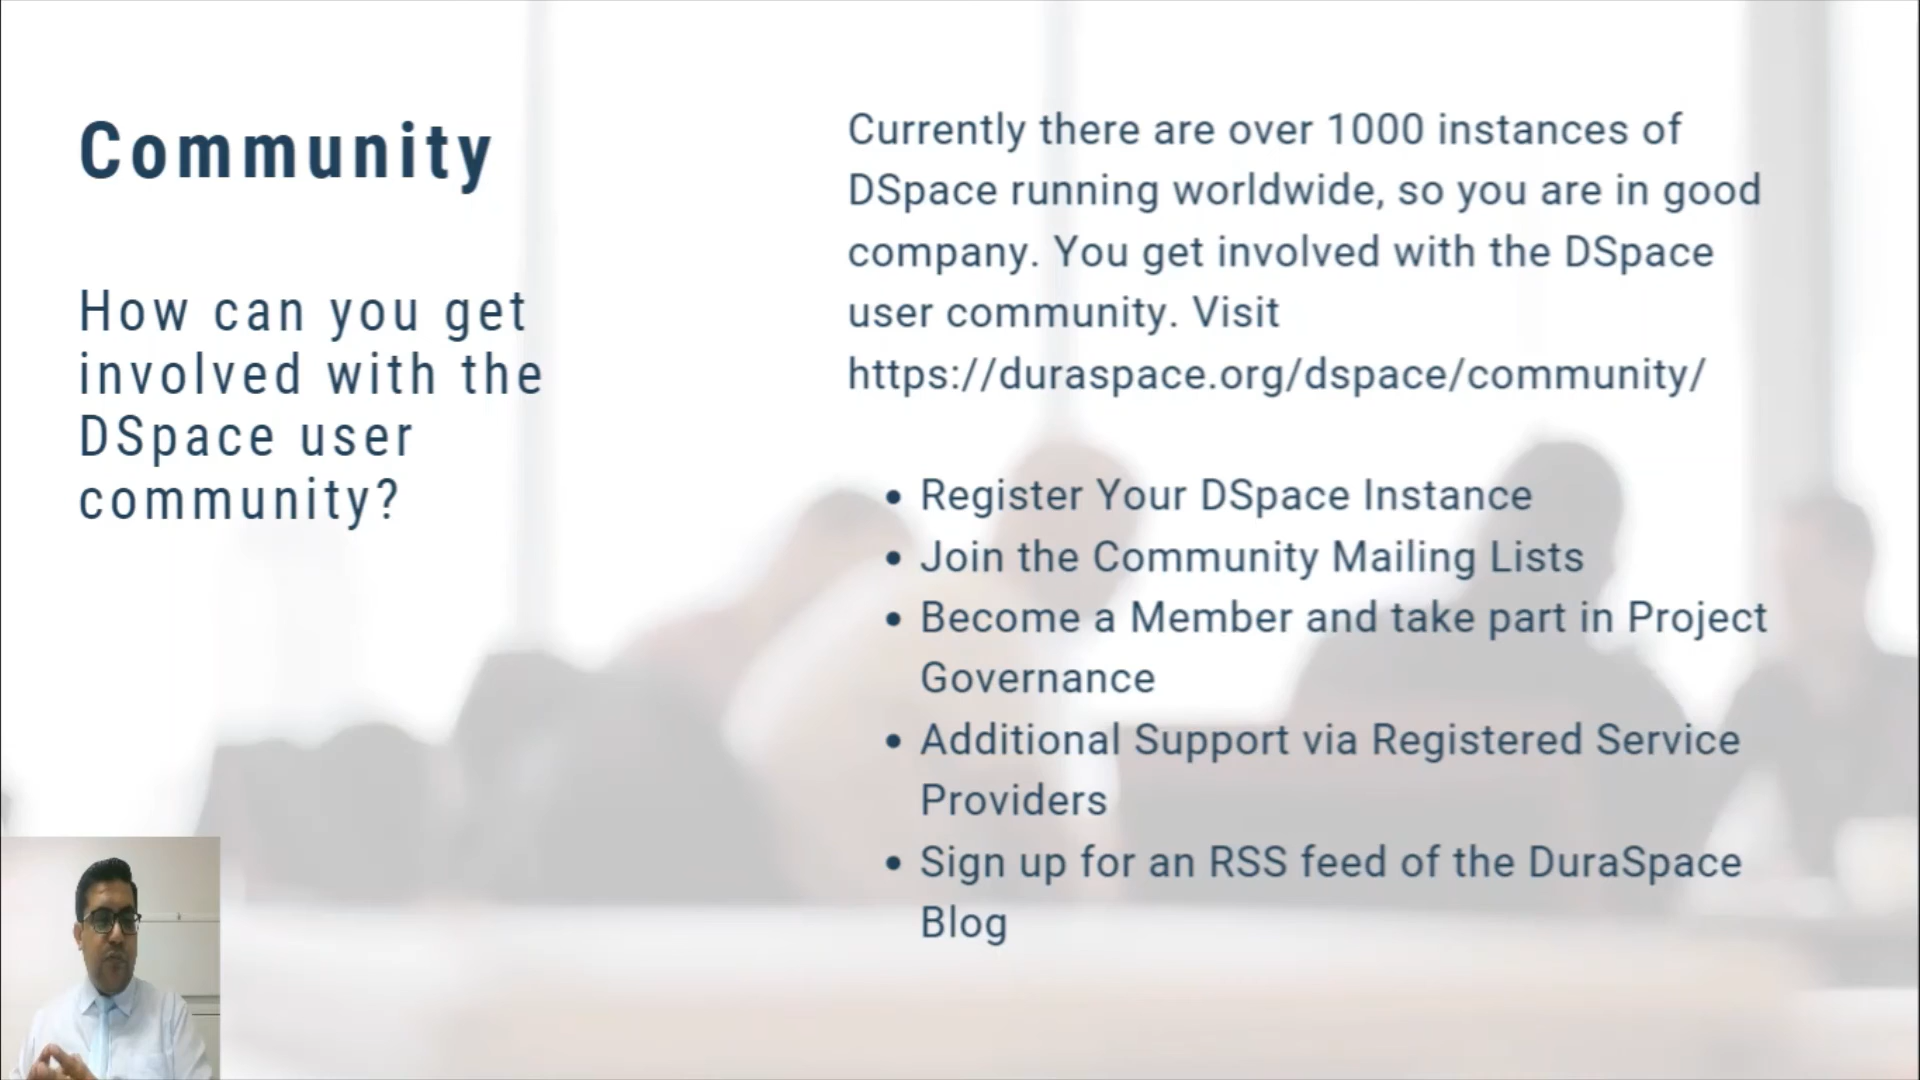 Community
How can you get
involved with the
DSpace user
community?
Currently there are over 1000 instances of
DSpace running worldwide, so you are in good
company. You get involved with the DSpace
user community. Visit
https://duraspace.org/dspace/community/
• Register Your DSpace Instance
• Join the Community Mailing Lists
• Become a Member and take part in Project
Governance
• Additional Support via Registered Service
Providers
• Sign up for an RSS feed of the DuraSpace
Blog